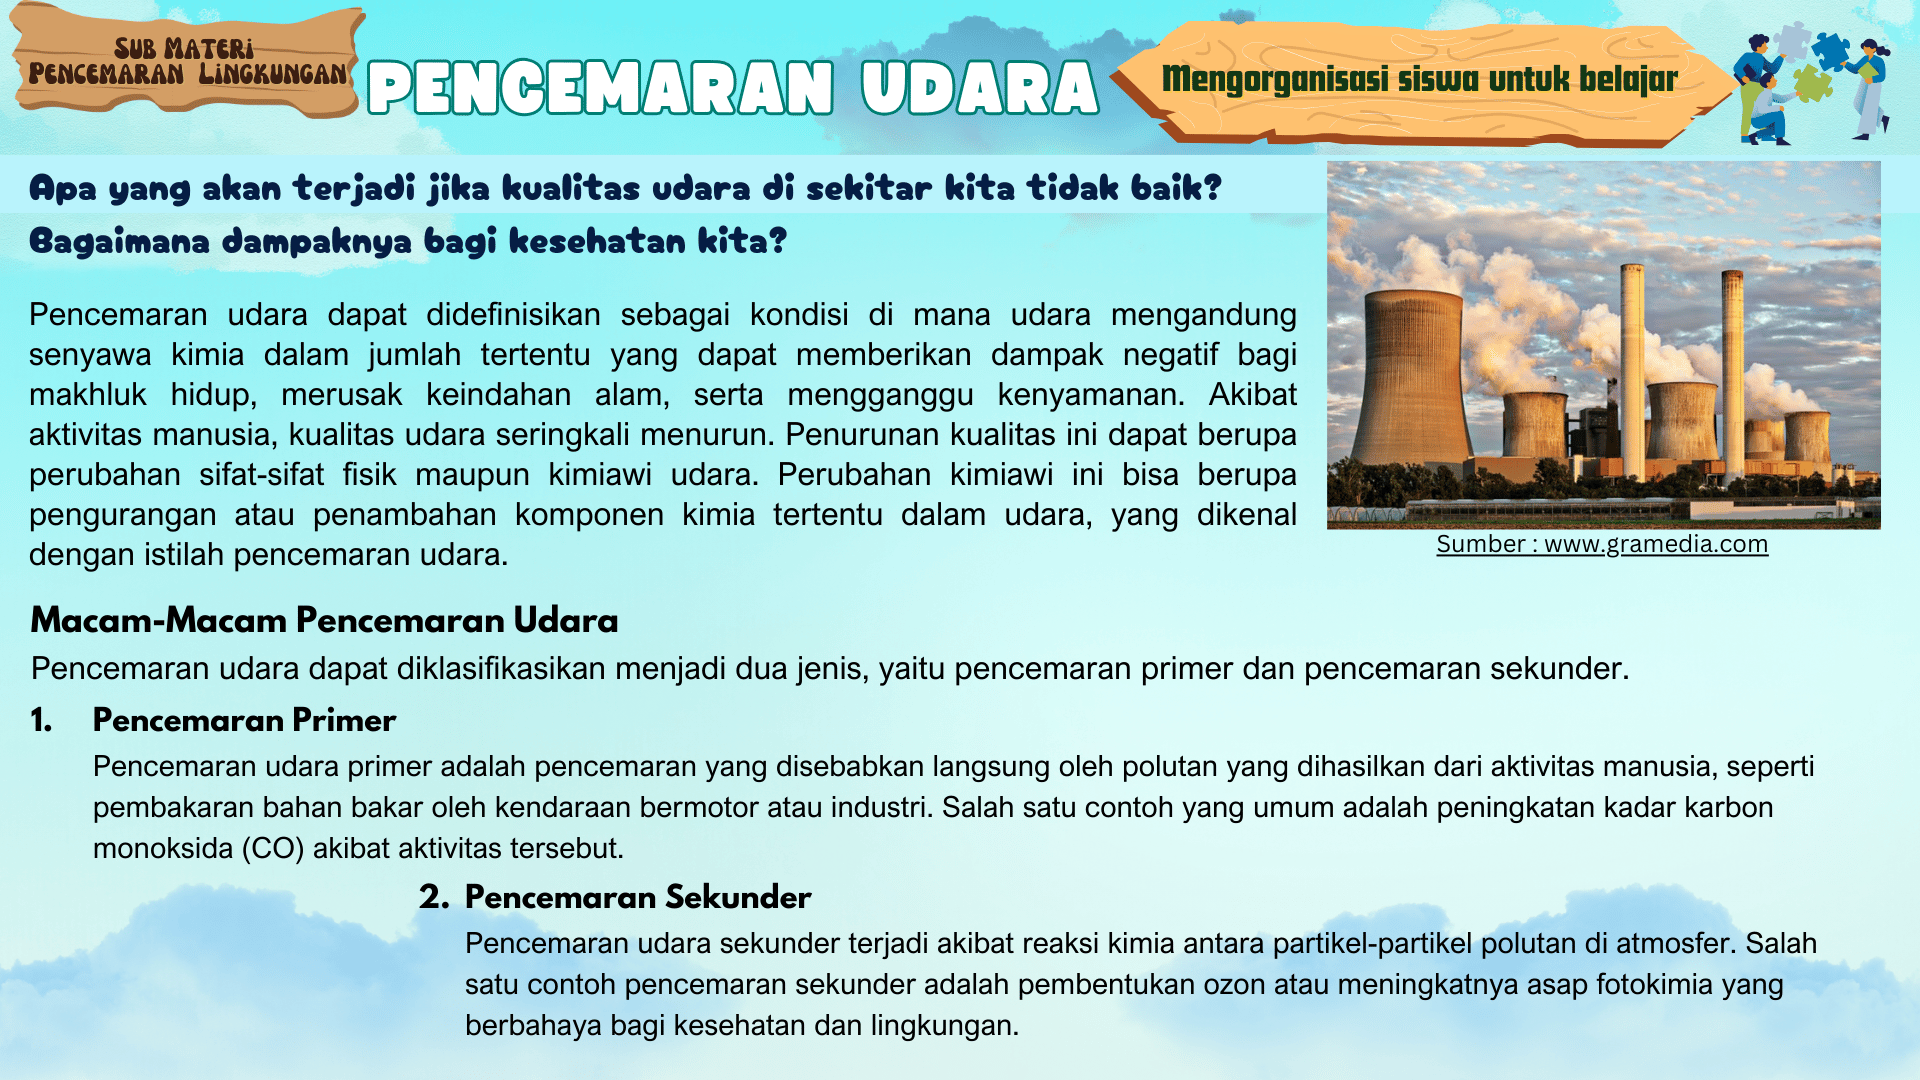 Sub Materi
Pencemaran Lingkungan
PENCEMARAN UDARA
Mengorganisasi siswa untuk belajar
Apa yang akan terjadi jika kualitas udara di sekitar kita tidak baik?
Bagaimana dampaknya bagi kesehatan kita?
Pencemaran udara dapat didefinisikan sebagai kondisi di mana udara mengandung
senyawa kimia dalam jumlah tertentu yang dapat memberikan dampak negatif bagi
makhluk hidup, merusak keindahan alam, serta mengganggu kenyamanan. Akibat
aktivitas manusia, kualitas udara seringkali menurun. Penurunan kualitas ini dapat berupa
perubahan sifat-sifat fisik maupun kimiawi udara. Perubahan kimiawi ini bisa berupa
pengurangan atau penambahan komponen kimia tertentu dalam udara, yang dikenal
dengan istilah pencemaran udara.
Sumber : www.gramedia.com
Macam-Macam Pencemaran Udara
Pencemaran udara dapat diklasifikasikan menjadi dua jenis, yaitu pencemaran primer dan pencemaran sekunder.
1. Pencemaran Primer
Pencemaran udara primer adalah pencemaran yang disebabkan langsung oleh polutan yang dihasilkan dari aktivitas manusia, seperti
pembakaran bahan bakar oleh kendaraan bermotor atau industri. Salah satu contoh yang umum adalah peningkatan kadar karbon
monoksida (CO) akibat aktivitas tersebut.
2. Pencemaran Sekunder
Pencemaran udara sekunder terjadi akibat reaksi kimia antara partikel-partikel polutan di atmosfer. Salah
satu contoh pencemaran sekunder adalah pembentukan ozon atau meningkatnya asap fotokimia yang
berbahaya bagi kesehatan dan lingkungan.